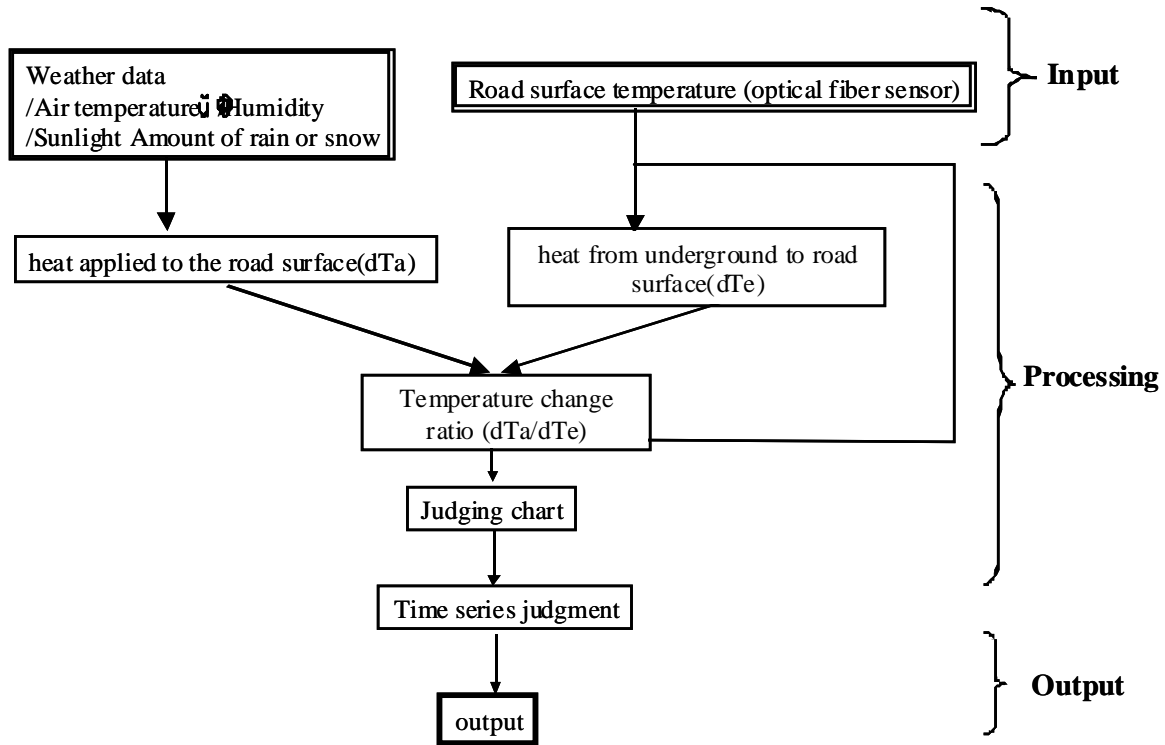 Weather data
/Air temperature Humidity
/Sunlight Amount of rain or snow
Road surface temperature (optical fiber sensor)
Input
heat applied to the road surface(dTa)
heat from underground to road
surface(dTe)
Temperature change
ratio (dTa/dTe)
Processing
Judging chart
Time series judgment
output
Output